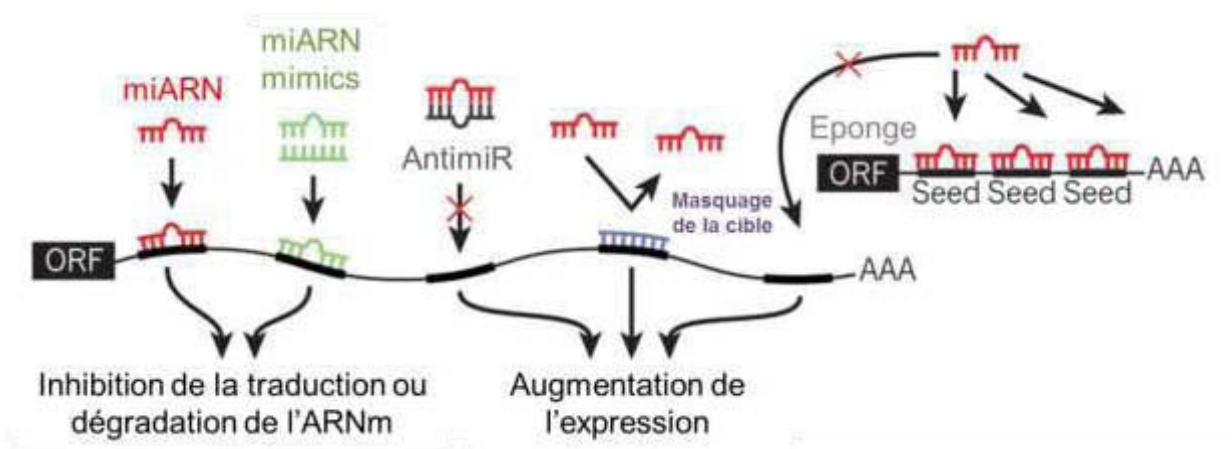 miARN
miARN
mimics
AntimiR
Masquage
de la cible
Eponge
ORF
AAA
Seed Seed Seed
ORF
AAA
Inhibition de la traduction ou
dégradation de l'ARNm
Augmentation de
l'expression